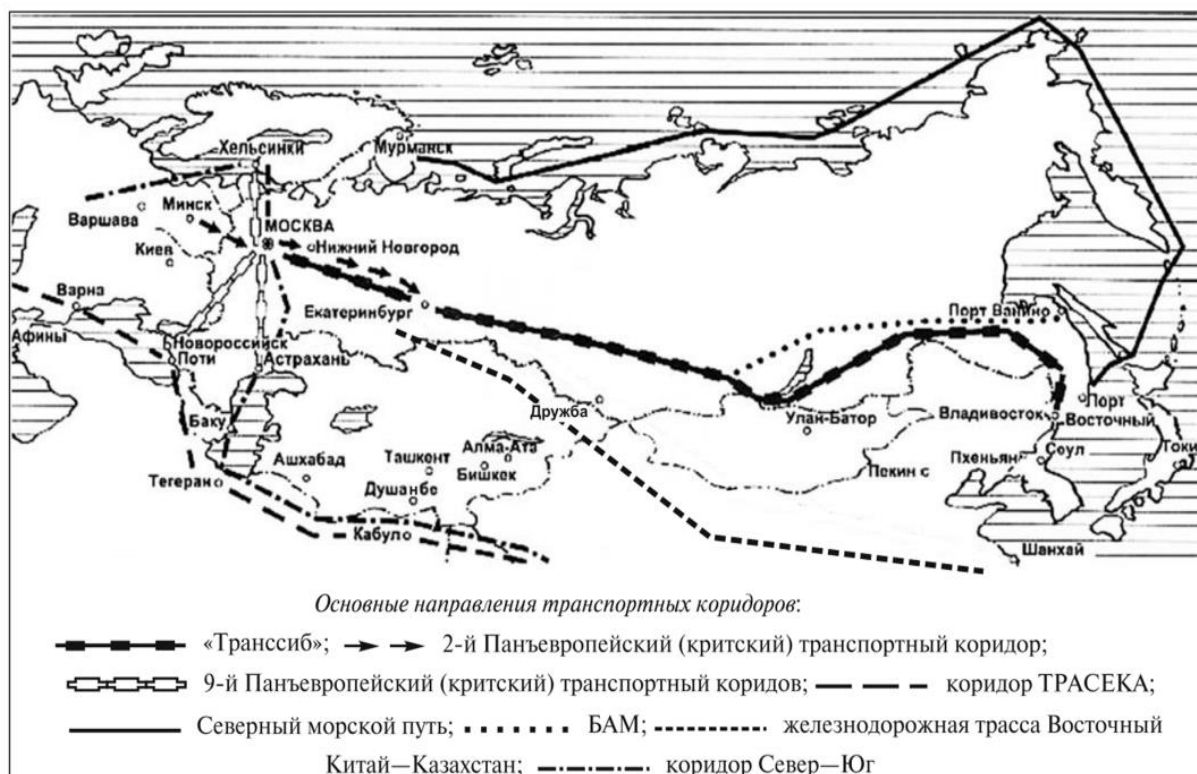 Хельсинки
Мурманск
Варшава
Минск
МОСКВА
Нижний Новгород
Киев
Варна
Екатеринбург
Порт Ванино
Афины
Новороссийск
Поти
Астрахань
Дружба
Улан-Батор
Владивосток
Порт
Восточный
Баку
Ашхабад
Ташкент
Алма-Ата
Бишкек
Пекин
Пхеньян
Сеул
Токи
Тегеран
Душанбе
Кабул
Шанхай
Основные направления транспортных коридоров:
«Транссиб»; 2-й Панъевропейский (критский) транспортный коридор;
9-й Панъевропейский (критский) транспортный коридов; коридор ТРАСЕКА;
Северный морской путь; БАМ; железнодорожная трасса Восточный
Китай—Казахстан; коридор Север—Юг